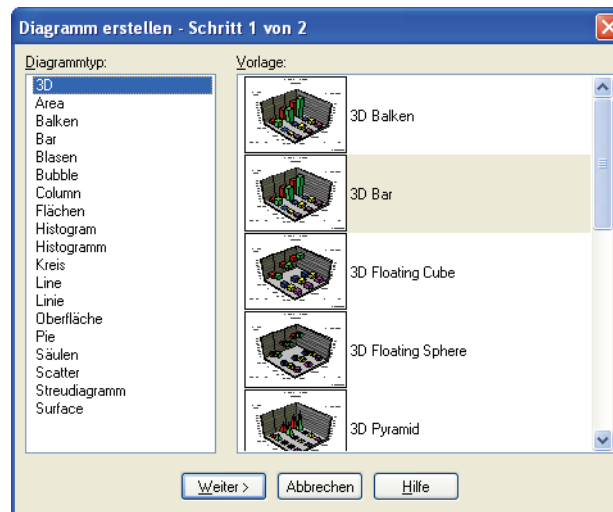 Diagramm erstellen - Schritt 1 von 2
Diagrammtyp:
3D
Area
Balken
Bar
Blasen
Bubble
Column
Flächen
Histogram
Histogramm
Kreis
Line
Linie
Oberfläche
Pie
Säulen
Scatter
Streudiagramm
Surface
Vorlage:
3D Balken
3D Bar
3D Floating Cube
3D Floating Sphere
3D Pyramid
Weiter >
Abbrechen
Hilfe